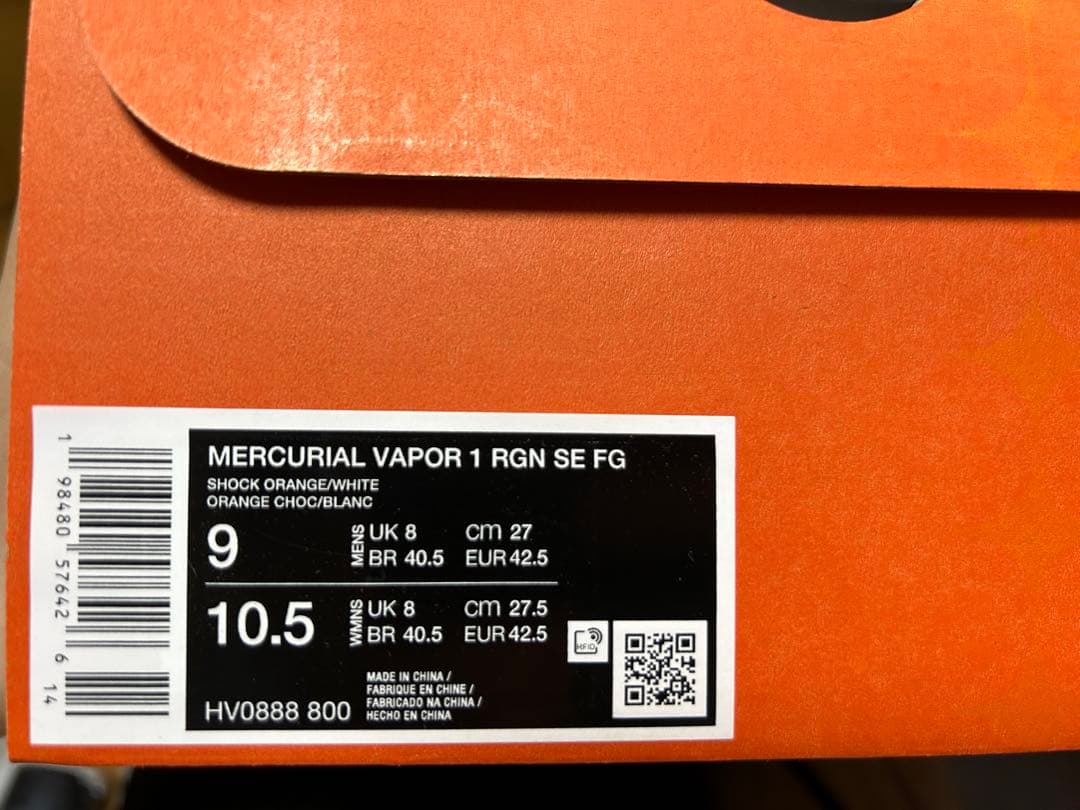 MERCURIAL VAPOR 1 RGN SE FG
SHOCK ORANGE/WHITE
ORANGE CHOC/BLANC
9
MENS
UK 8 cm 27
BR 40.5 EUR 42.5
10.5
WMNS
UK 8 cm 27.5
BR 40.5 EUR 42.5
RFID
HV0888 800
MADE IN CHINA /
FABRIQUE EN CHINE /
FABRICADO NA CHINA /
HECHO EN CHINA
1 98480 57642 6 14